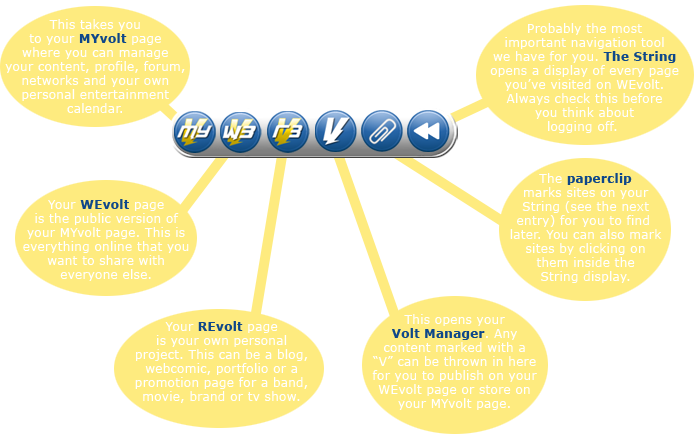 This takes you
to your MYvolt page
where you can manage
your content, profile, forum,
networks and your own
personal entertainment
calendar.
Probably the most
important navigation tool
we have for you. The String
opens a display of every page
you've visited on WEvolt.
Always check this before
you think about
logging off.
MY
WE
RE
V
Your WEvolt page
is the public version of
your MYvolt page. This is
everything online that you
want to share with
everyone else.
The paperclip
marks sites on your
String (see the next
entry) for you to find
later. You can also mark
sites by clicking on
them inside the
String display.
Your REvolt page
is your own personal
project. This can be a blog,
webcomic, portfolio or a
promotion page for a band,
movie, brand or tv show.
This opens your
Volt Manager. Any
content marked with a
"V" can be thrown in here
for you to publish on your
WEvolt page or store on
your MYvolt page.